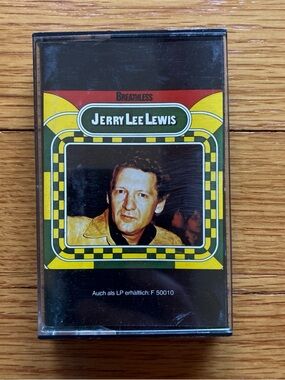 BREATHLESS
JERRY LEE LEWIS
Auch als LP erhältlich: F 50010